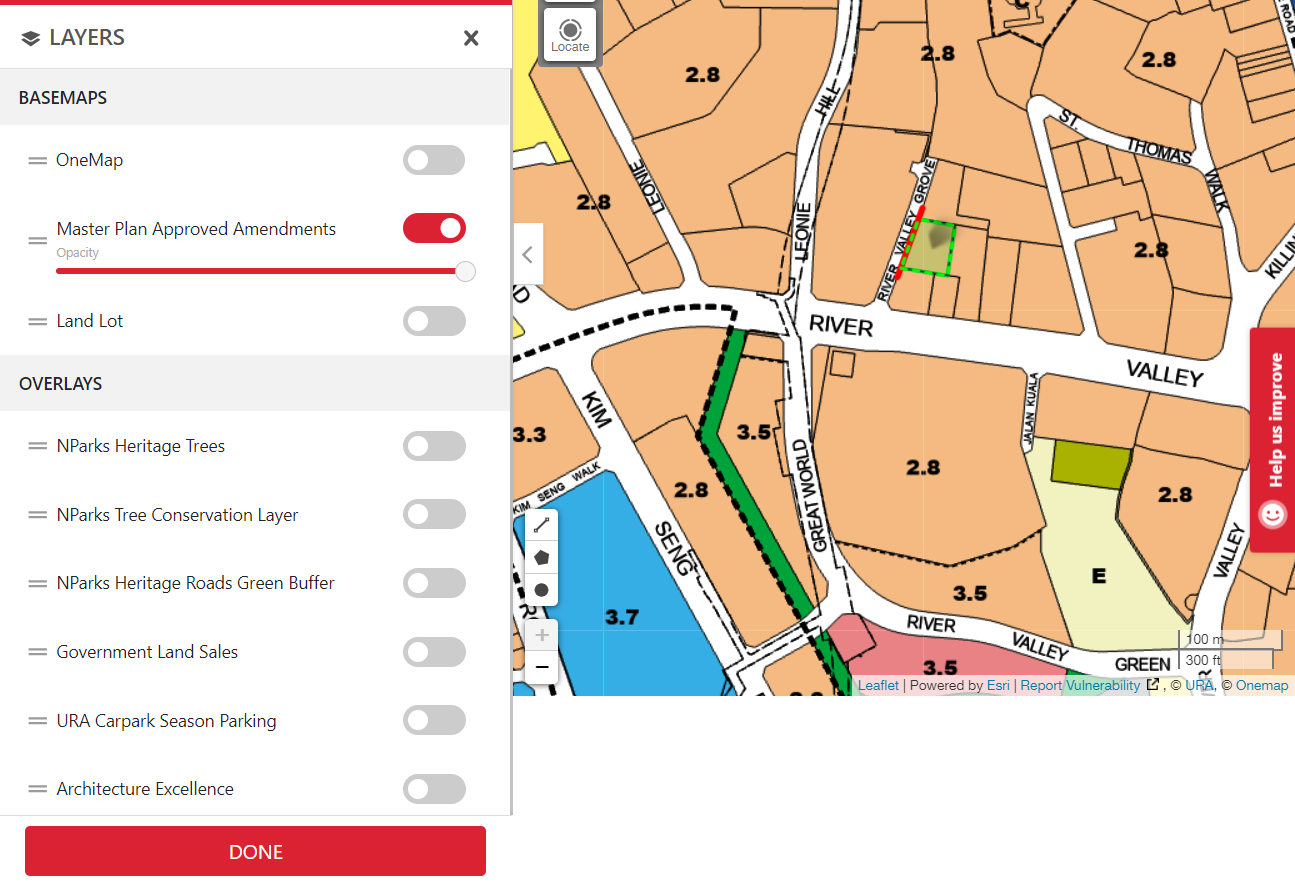 LAYERS
BASEMAPS
OneMap
Master Plan Approved Amendments
Opacity
Land Lot
OVERLAYS
NParks Heritage Trees
NParks Tree Conservation Layer
NParks Heritage Roads Green Buffer
Government Land Sales
URA Carpark Season Parking
Architecture Excellence
DONE
Locate
C
ROAD
2.8
2.8
2.8
HILL
ST.
THOMAS
WALK
LEONIE
2.8
GROVE
VALLEY
RIVER
LEONIE
2.8
D
RIVER
VALLEY
KIM
JALAN KUALA
3.3
3.5
2.8
2.8
2.8
KIM SENG WALK
GREAT WORLD
SENG
VALLEY
E
3.5
3.7
RIVER
VALLEY
GREEN
3.5
100 m
300 ft
Help us improve
Leaflet | Powered by Esri | Report Vulnerability , © URA, © Onemap